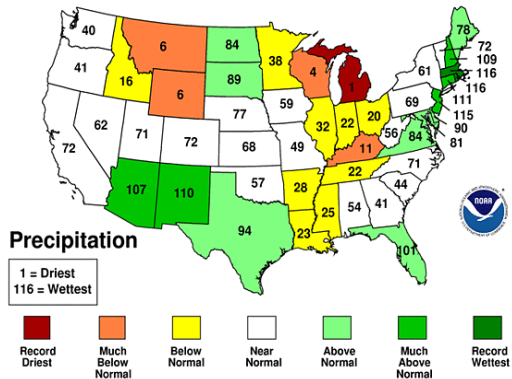 40
6
84
38
78
72
109
116
116
111
115
90
81
41
16
6
89
4
1
61
69
59
77
62
71
72
72
68
49
32
22
20
56
84
11
71
107
110
57
28
22
44
94
25
54
41
23
101
NOAA
Precipitation
1 = Driest
116 = Wettest
Record
Driest
Much
Below
Normal
Below
Normal
Near
Normal
Above
Normal
Much
Above
Normal
Record
Wettest